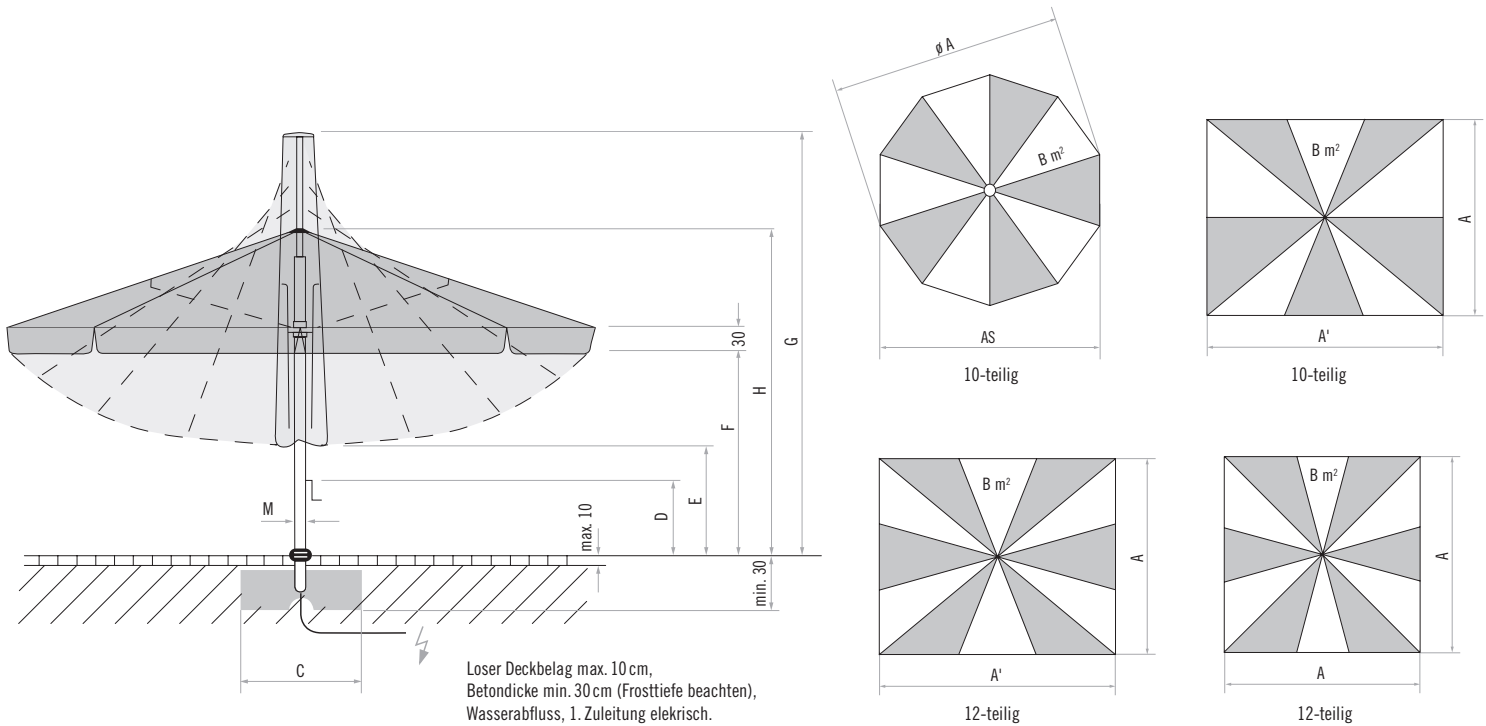 ø A
B m²
AS
10-teilig
B m²
A
A'
10-teilig
30
G
H
F
E
D
M
max. 10
min. 30
C
Loser Deckbelag max. 10 cm,
Betondicke min. 30 cm (Frosttiefe beachten),
Wasserabfluss, 1. Zuleitung elekrisch.
B m²
A
A'
12-teilig
B m²
A
A
12-teilig